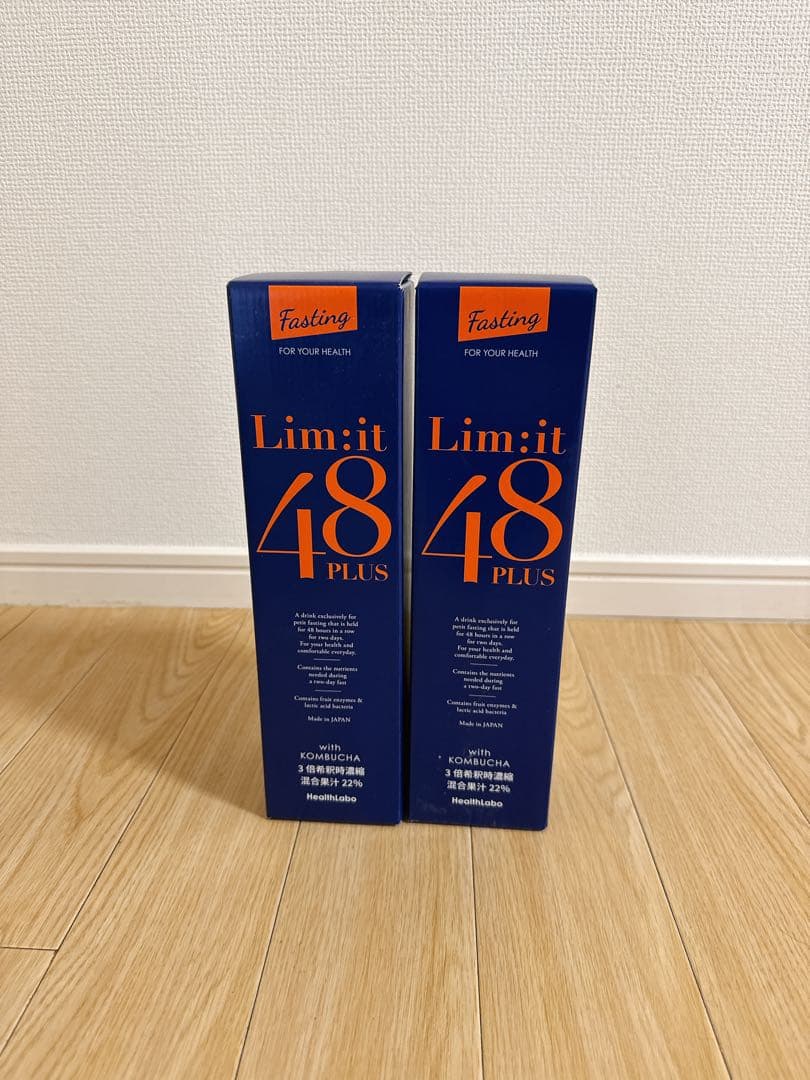 Fasting
FOR YOUR HEALTH
Lim:it
48
PLUS
A drink exclusively for
petit fasting that is held
for 48 hours in a row
for two days.
For your health and
comfortable everyday.
Contains the nutrients
needed during
a two-day fast
Contains fruit enzymes &
lactic acid bacteria
Made in JAPAN
with
KOMBUCHA
3倍希釈時濃縮
混合果汁22%
HealthLabo
Fasting
FOR YOUR HEALTH
Lim:it
48
PLUS
A drink exclusively for
petit fasting that is held
for 48 hours in a row
for two days.
For your health and
comfortable everyday.
Contains the nutrients
needed during
a two-day fast
Contains fruit enzymes &
lactic acid bacteria
Made in JAPAN
with
KOMBUCHA
3倍希釈時濃縮
混合果汁22%
HealthLabo